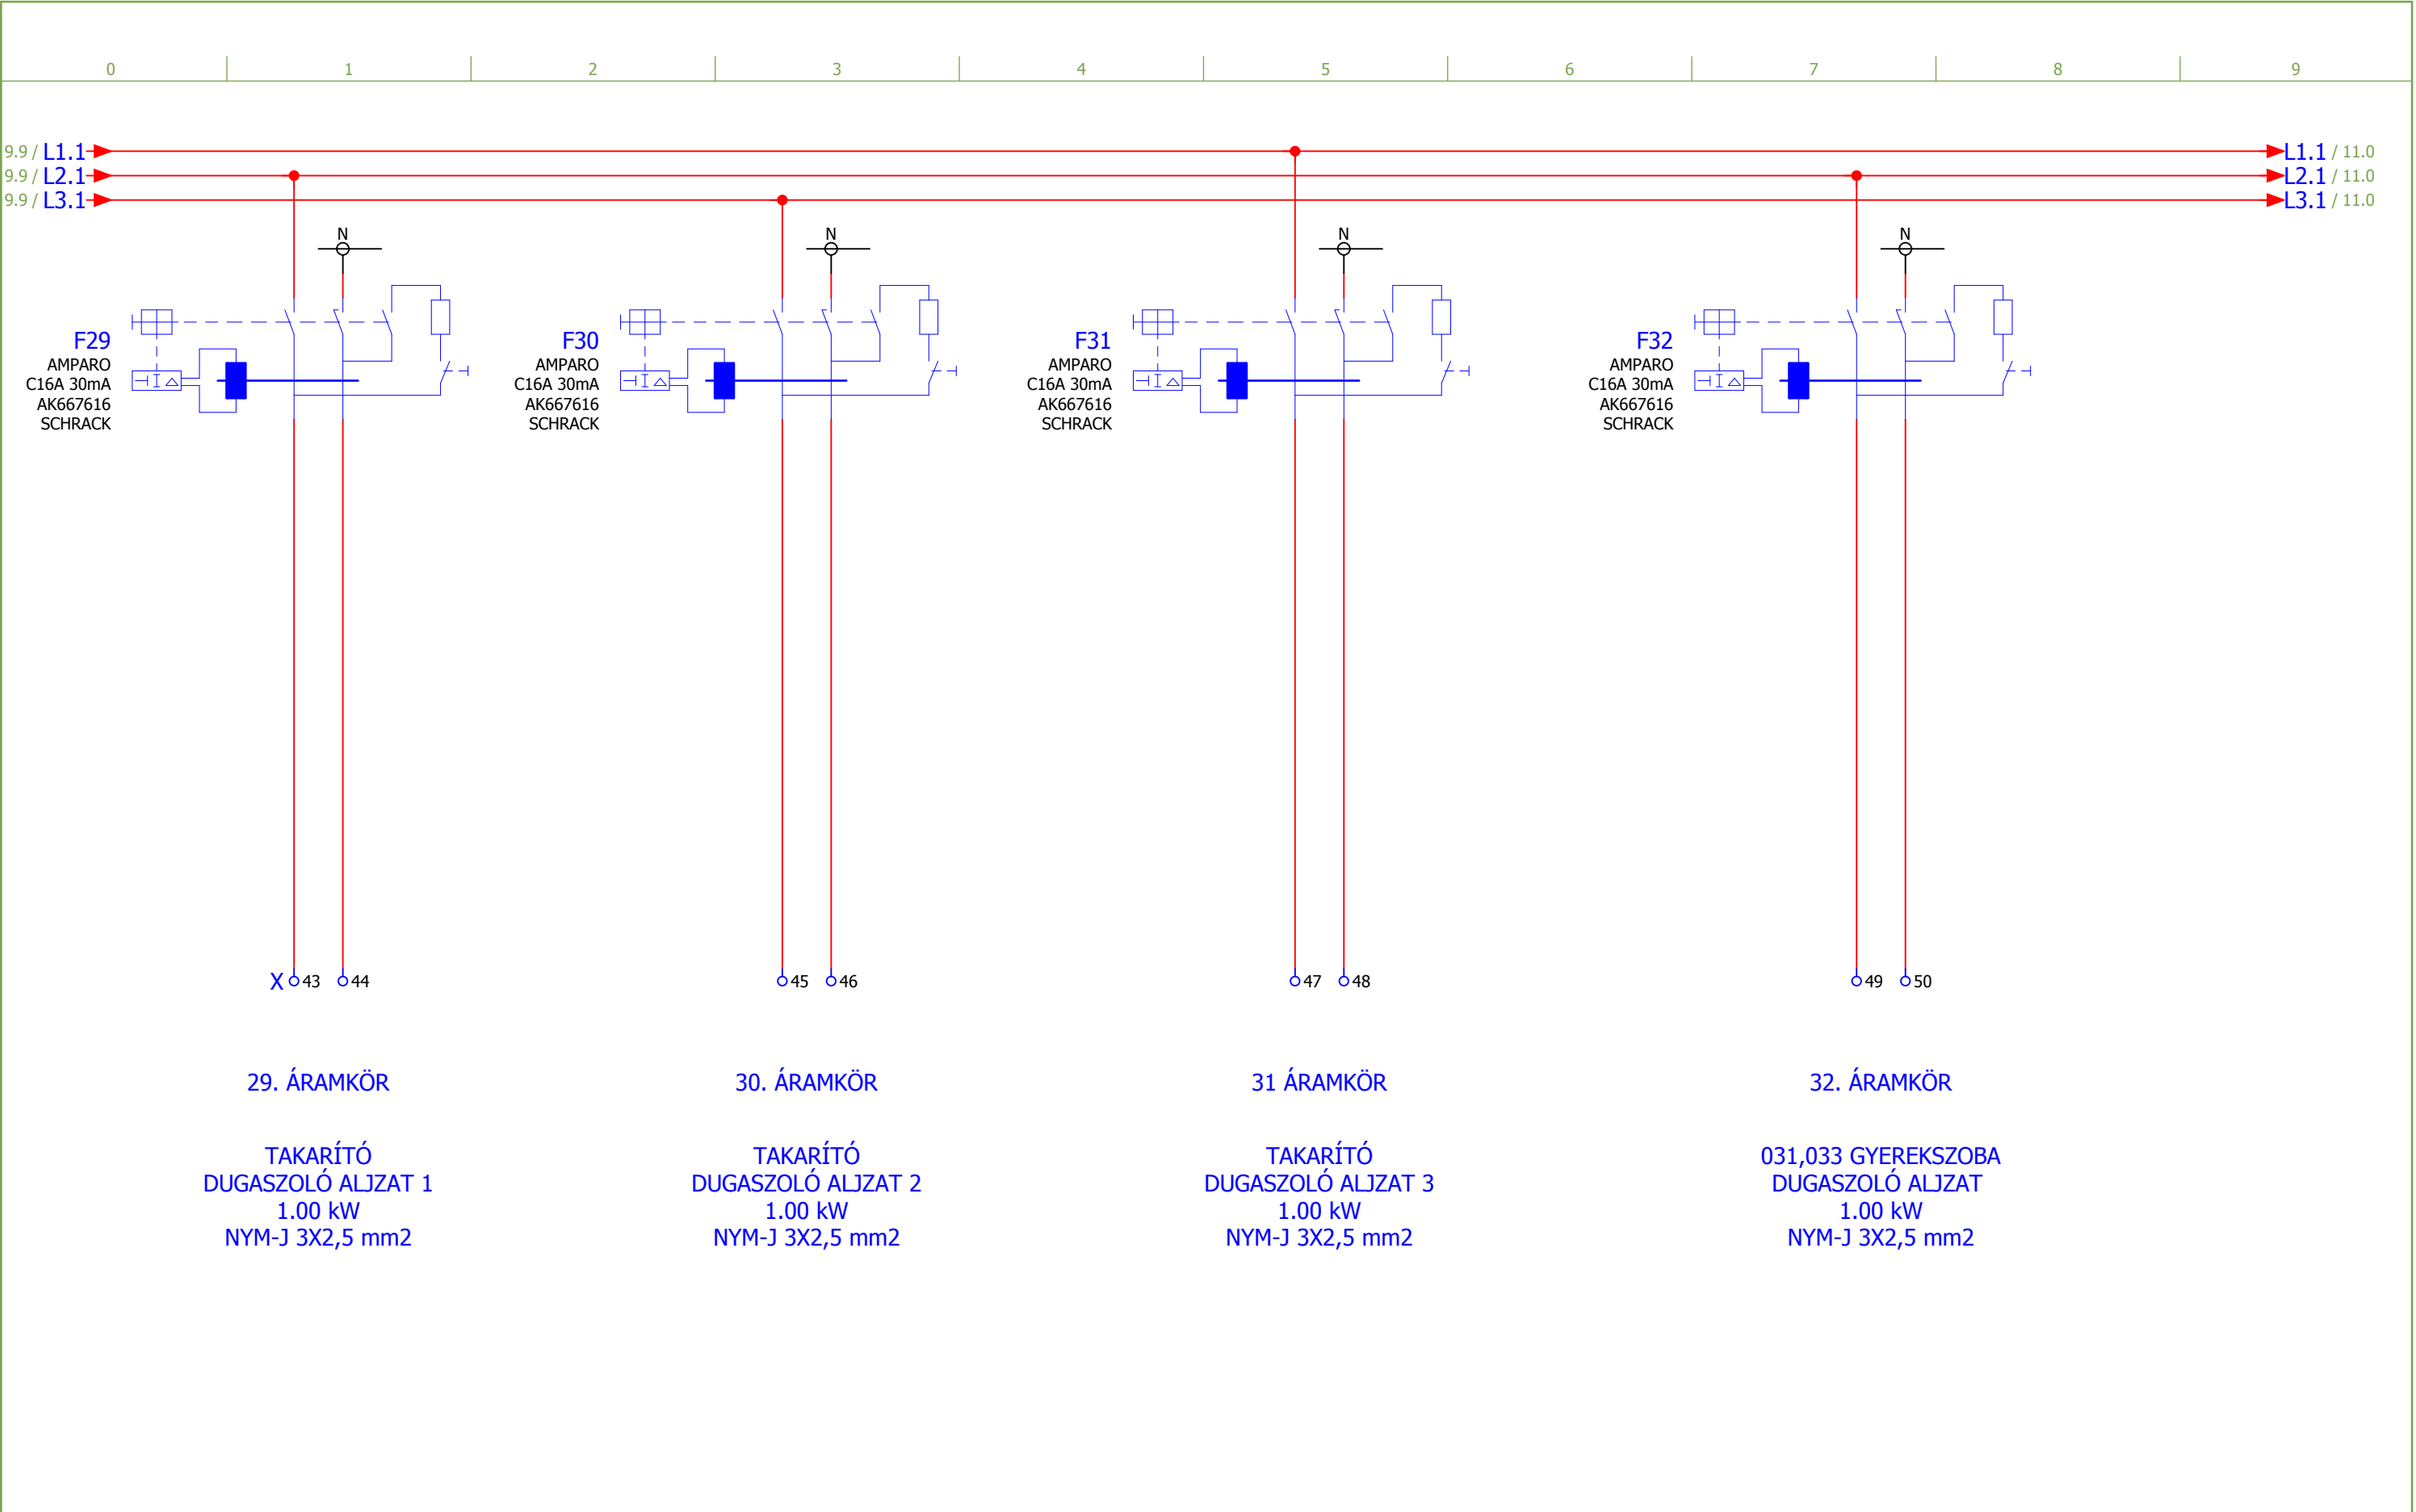 0 1 2 3 4 5 6 7 8 9
9.9 / L1.1 L1.1 / 11.0
9.9 / L2.1 L2.1 / 11.0
9.9 / L3.1 L3.1 / 11.0
N N N N
F29
AMPARO
C16A 30mA
AK667616
SCHRACK
F30
AMPARO
C16A 30mA
AK667616
SCHRACK
F31
AMPARO
C16A 30mA
AK667616
SCHRACK
F32
AMPARO
C16A 30mA
AK667616
SCHRACK
X 43 44 45 46 47 48 49 50
29. ÁRAMKÖR
TAKARÍTÓ
DUGASZOLÓ ALJZAT 1
1.00 kW
NYM-J 3X2,5 mm2
30. ÁRAMKÖR
TAKARÍTÓ
DUGASZOLÓ ALJZAT 2
1.00 kW
NYM-J 3X2,5 mm2
31 ÁRAMKÖR
TAKARÍTÓ
DUGASZOLÓ ALJZAT 3
1.00 kW
NYM-J 3X2,5 mm2
32. ÁRAMKÖR
031,033 GYEREKSZOBA
DUGASZOLÓ ALJZAT
1.00 kW
NYM-J 3X2,5 mm2